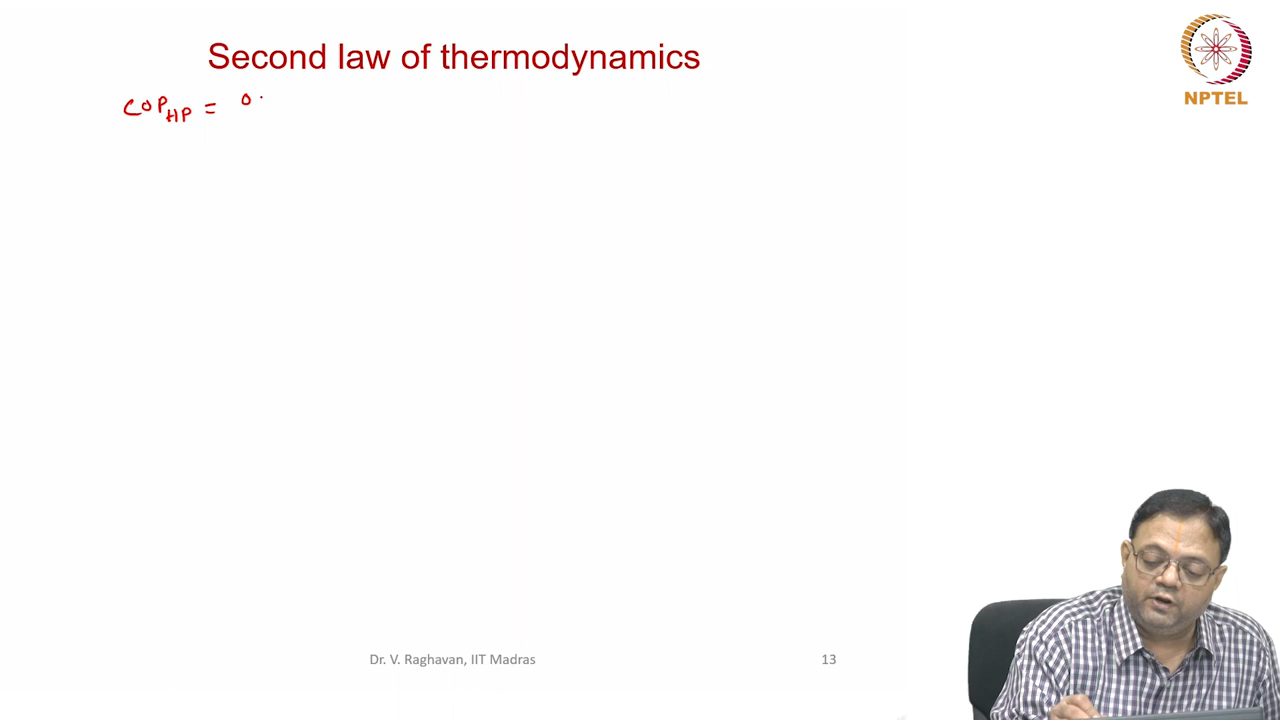 Second law of thermodynamics
NPTEL
COP_HP =
Dr. V. Raghavan, IIT Madras
13